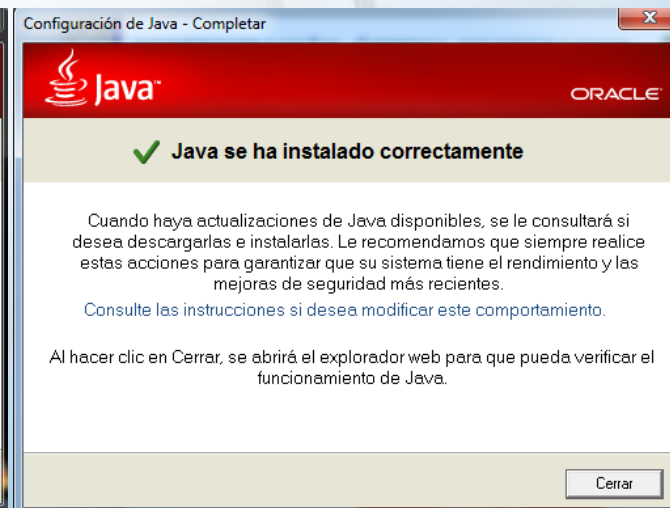 Configuración de Java - Completar
Java™
ORACLE®
Java se ha instalado correctamente
Cuando haya actualizaciones de Java disponibles, se le consultará si
desea descargarlas e instalarlas. Le recomendamos que siempre realice
estas acciones para garantizar que su sistema tiene el rendimiento y las
mejoras de seguridad más recientes.
Consulte las instrucciones si desea modificar este comportamiento.
Al hacer clic en Cerrar, se abrirá el explorador web para que pueda verificar el
funcionamiento de Java.
Cerrar